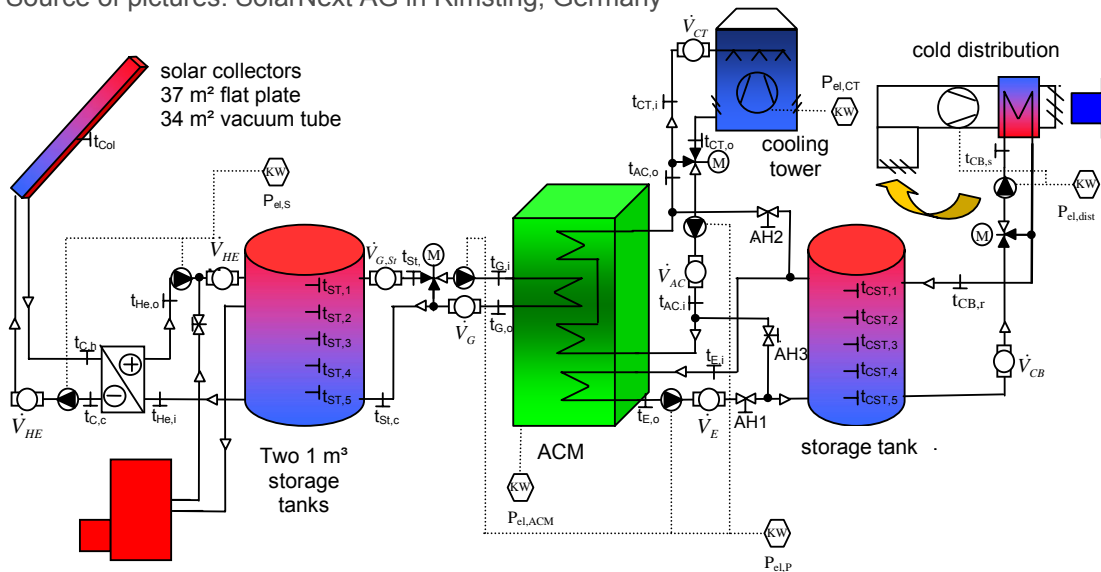 Source of pictures: SolarNext AG in Rimsting, Germany
solar collectors
37 m² flat plate
34 m² vacuum tube
t_Col
KW
P_el,S
V̇_HE
t_He,o
t_C,h
t_C,c
t_He,i
V̇_HE
t_ST,1
t_ST,2
t_ST,3
t_ST,4
t_ST,5
Two 1 m³
storage
tanks
V̇_G,St
t_St,
M
t_G,i
t_G,o
V̇_G
t_St,c
ACM
KW
P_el,ACM
V̇_CT
t_CT,i
t_CT,o
M
t_AC,o
cooling
tower
P_el,CT
KW
AH2
V̇_AC
t_AC,i
AH3
t_E,i
t_E,o
V̇_E
AH1
KW
P_el,P
t_CST,1
t_CST,2
t_CST,3
t_CST,4
t_CST,5
storage tank
.
cold distribution
t_CB,s
KW
P_el,dist
M
t_CB,r
V̇_CB